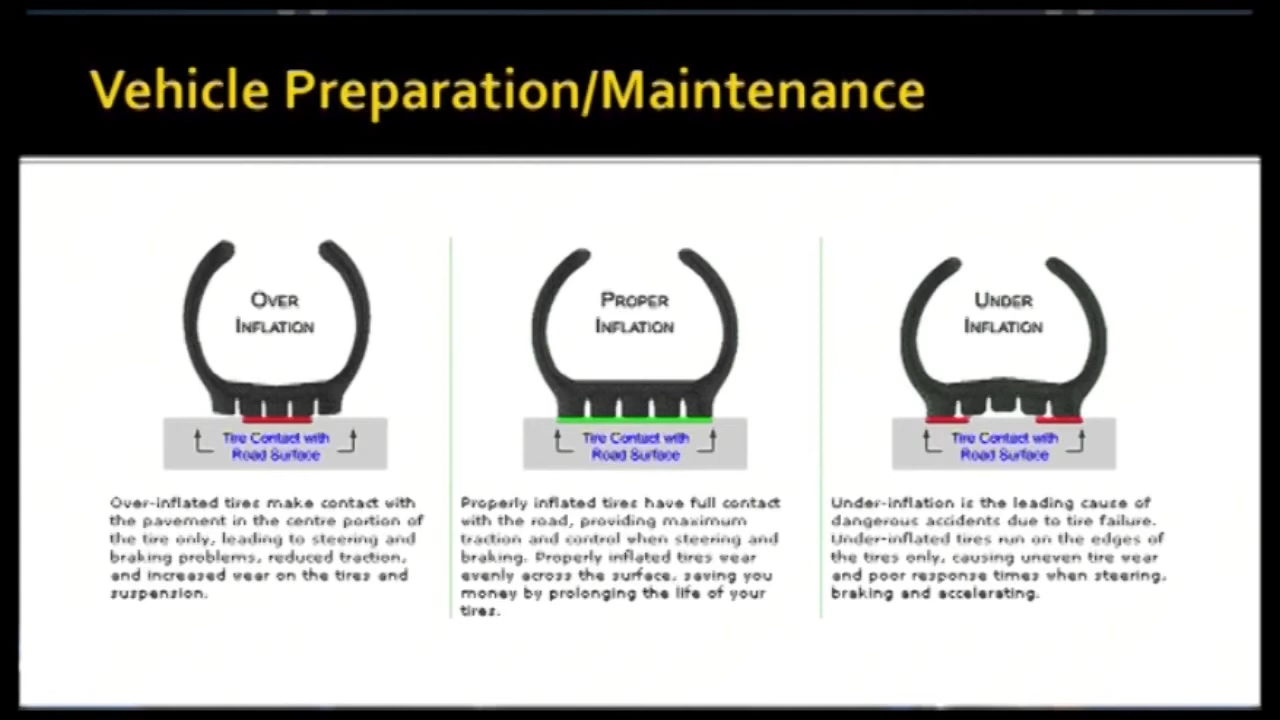 Vehicle Preparation/Maintenance
OVER
INFLATION
Tire Contact with
Road Surface
Over-inflated tires make contact with
the pavement in the centre portion of
the tire only, leading to steering and
braking problems, reduced traction,
and increased wear on the tires and
suspension.
PROPER
INFLATION
Tire Contact with
Road Surface
Properly inflated tires have full contact
with the road, providing maximum
traction and control when steering and
braking. Properly inflated tires wear
evenly across the surface, saving you
money by prolonging the life of your
tires.
UNDER
INFLATION
Tire Contact with
Road Surface
Under-inflation is the leading cause of
dangerous accidents due to tire failure.
Under-inflated tires run on the edges of
the tires only, causing uneven tire wear
and poor response times when steering,
braking and accelerating.